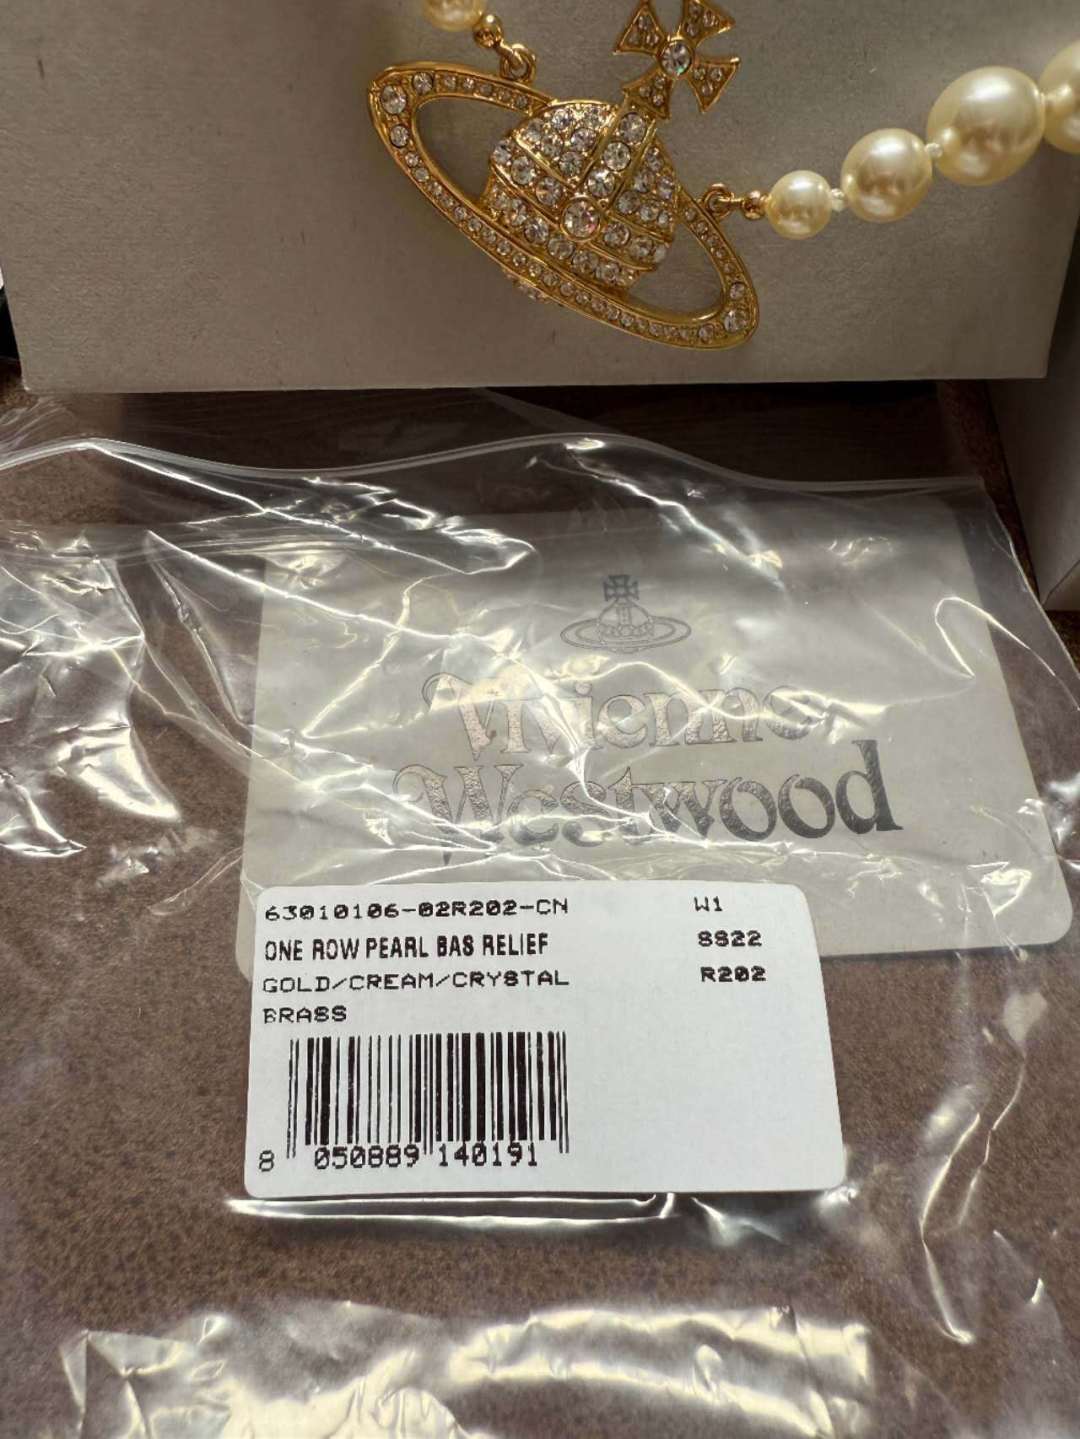 Vivienne
Westwood
63010106-02R202-CN W1
ONE ROW PEARL BAS RELIEF SS22
GOLD/CREAM/CRYSTAL R202
BRASS
8 050889 140191